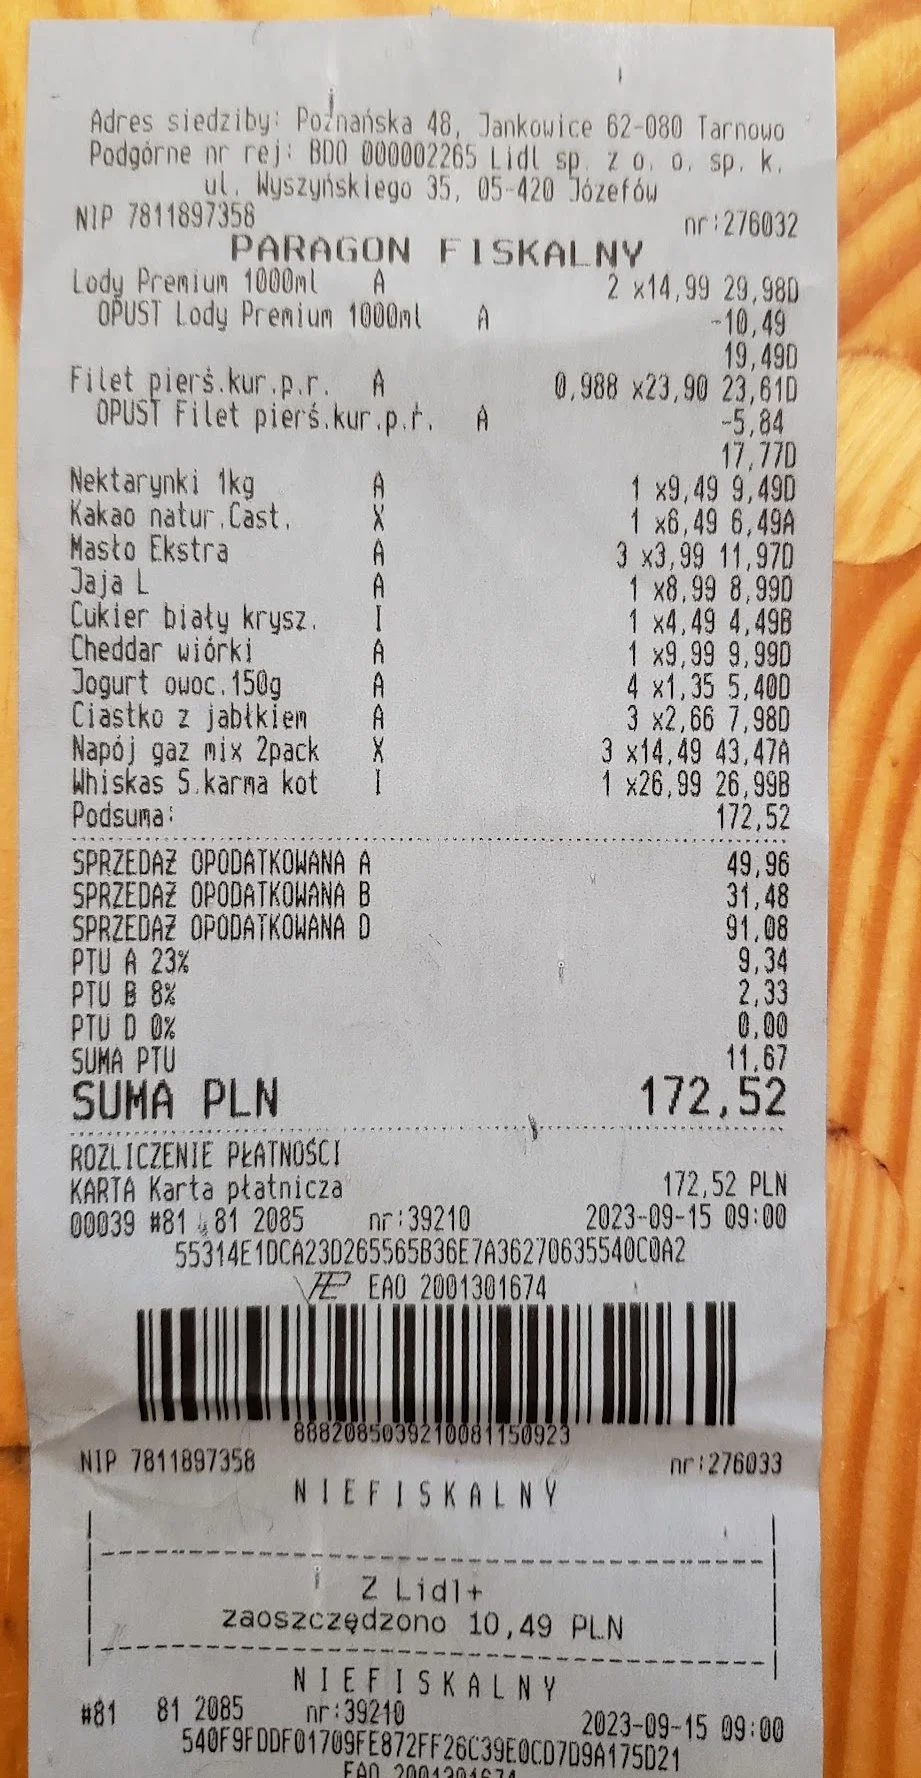 Adres siedziby: Poznańska 48, Jankowice 62-080 Tarnowo
Podgórne nr rej: BDO 000002265 Lidl sp. z o. o. sp. k.
ul. Wyszyńskiego 35, 05-420 Józefów
NIP 7811897358 nr:276032
PARAGON FISKALNY
Lody Premium 1000ml A 2 x14,99 29,98D
OPUST Lody Premium 1000ml A -10,49
19,49D
Filet pierś.kur.p.r. A 0,988 x23,90 23,61D
OPUST Filet pierś.kur.p.r. A -5,84
17,77D
Nektarynki 1kg A 1 x9,49 9,49D
Kakao natur.Cast. X 1 x6,49 6,49A
Masło Ekstra A 3 x3,99 11,97D
Jaja L A 1 x8,99 8,99D
Cukier biały krysz. I 1 x4,49 4,49B
Cheddar wiórki A 1 x9,99 9,99D
Jogurt owoc.150g A 4 x1,35 5,40D
Ciastko z jabłkiem A 3 x2,66 7,98D
Napój gaz mix 2pack X 3 x14,49 43,47A
Whiskas S.karma kot I 1 x26,99 26,99B
Podsuma: 172,52
SPRZEDAŻ OPODATKOWANA A 49,96
SPRZEDAŻ OPODATKOWANA B 31,48
SPRZEDAŻ OPODATKOWANA D 91,08
PTU A 23% 9,34
PTU B 8% 2,33
PTU D 0% 0,00
SUMA PTU 11,67
SUMA PLN 172,52
ROZLICZENIE PŁATNOŚCI
KARTA Karta płatnicza 172,52 PLN
00039 #81 81 2085 nr:39210 2023-09-15 09:00
55314E1DCA23D265565B36E7A36270635540C0A2
EAO 2001301674
8882085039210081150923
NIP 7811897358 nr:276033
NIEFISKALNY
Z Lidl+
zaoszczędzono 10,49 PLN
NIEFISKALNY
#81 81 2085 nr:39210 2023-09-15 09:00
540F9FDDF01709FE872FF26C39E0CD7D9A175D21
EAO 2001301674